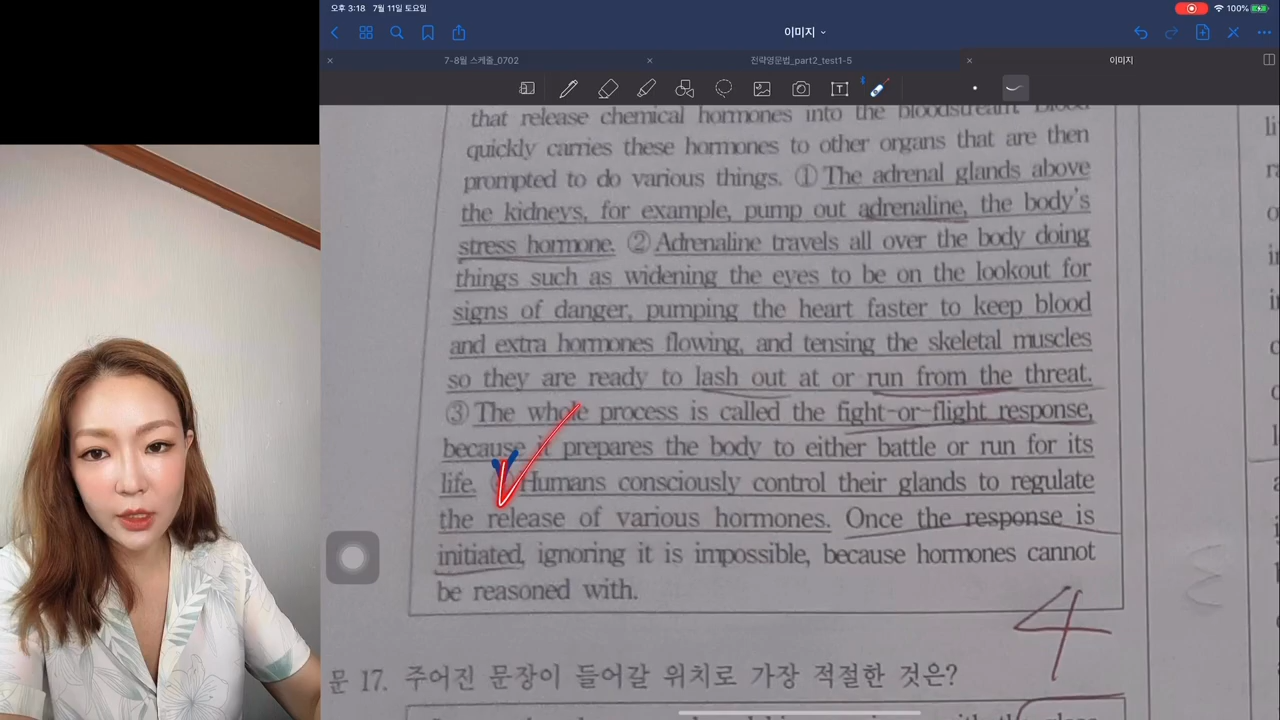 오후 3:18 7월 11일 토요일
100%
이미지
7-8월 스케줄_0702
전략영문법_part2_test1-5
이미지
that release chemical hormones into the bloodstream Blood
quickly carries these hormones to other organs that are then
prompted to do various things. ① The adrenal glands above
the kidneys, for example, pump out adrenaline, the body's
stress hormone. ② Adrenaline travels all over the body doing
things such as widening the eyes to be on the lookout for
signs of danger, pumping the heart faster to keep blood
and extra hormones flowing, and tensing the skeletal muscles
so they are ready to lash out at or run from the threat.
③ The whole process is called the fight-or-flight response,
because it prepares the body to either battle or run for its
life. Humans consciously control their glands to regulate
the release of various hormones. Once the response is
initiated, ignoring it is impossible, because hormones cannot
be reasoned with.
4
문 17. 주어진 문장이 들어갈 위치로 가장 적절한 것은?